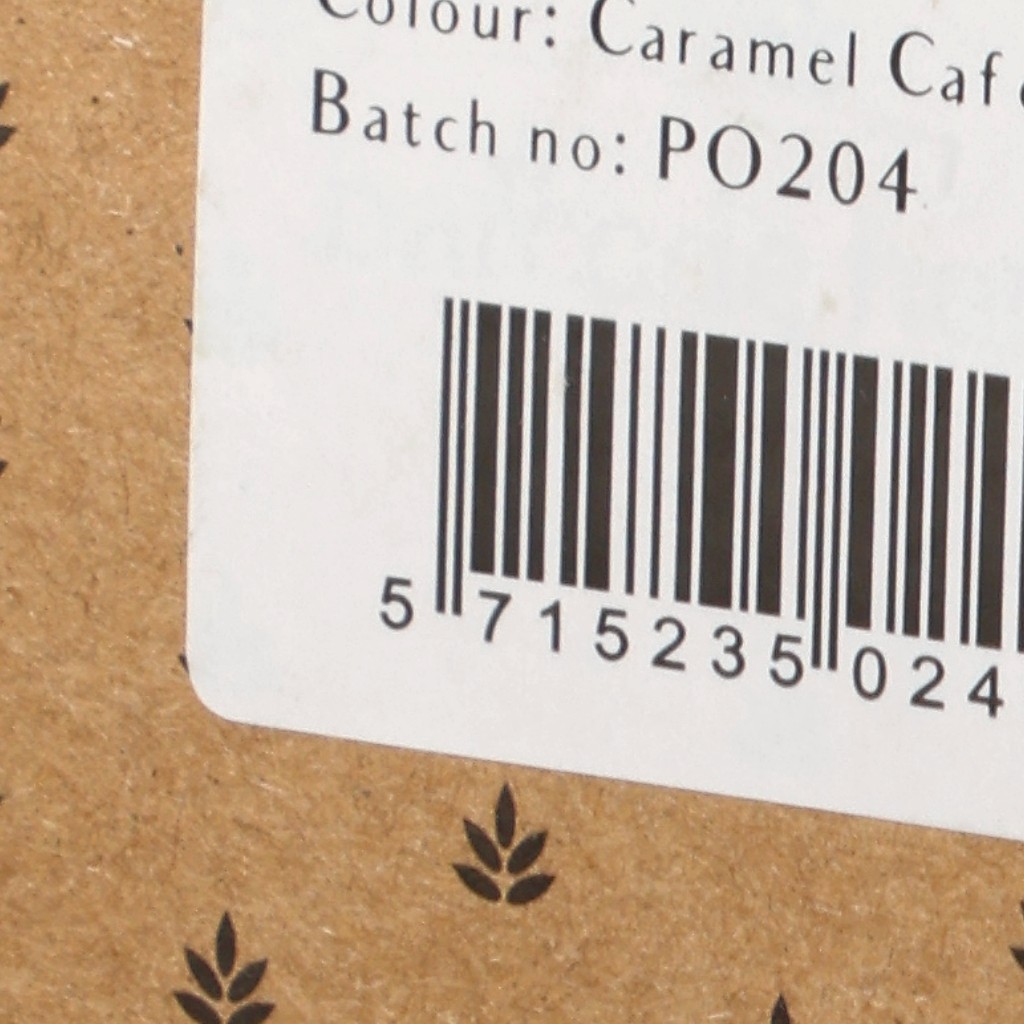 Colour: Caramel Caf
Batch no: PO204
5 715235 024